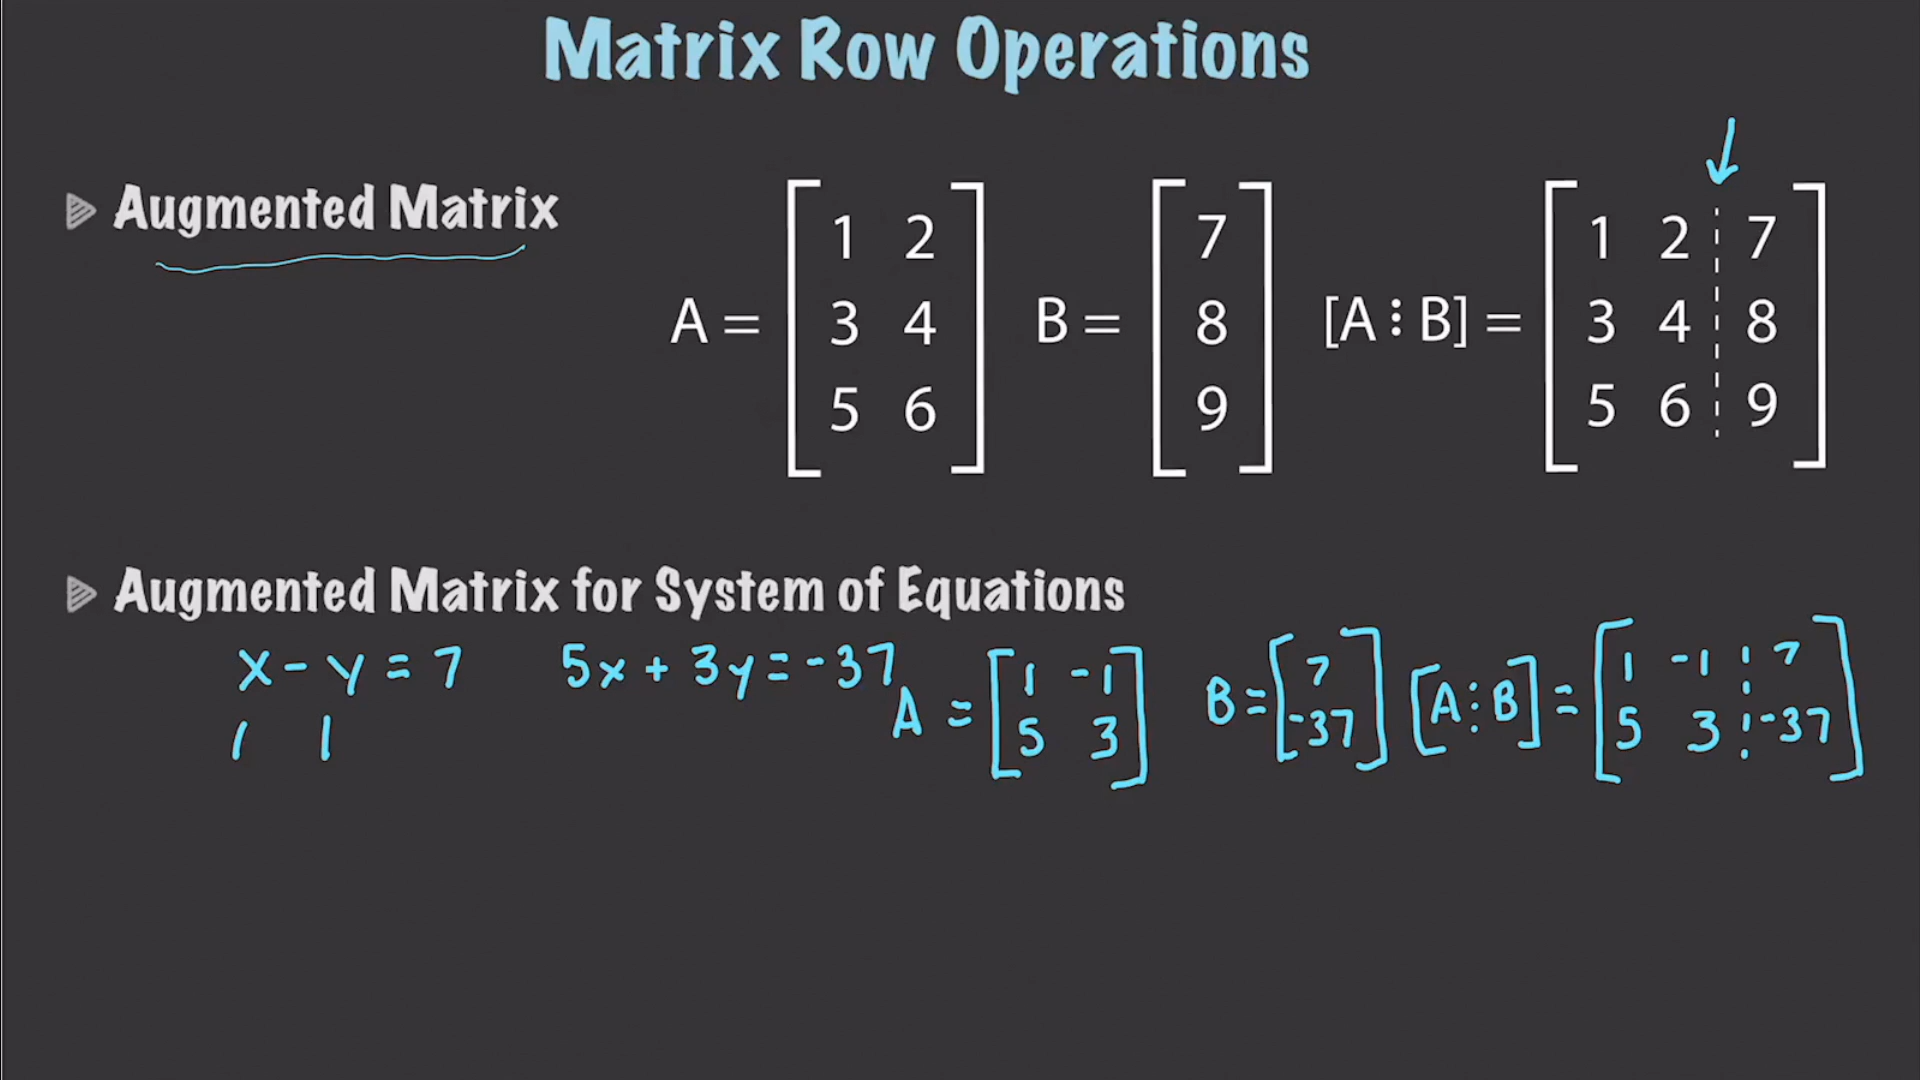 Matrix Row Operations
Augmented Matrix
A = [1 2
3 4
5 6]
B = [7
8
9]
[A ⋮ B] = [1 2 ¦ 7
3 4 ¦ 8
5 6 ¦ 9]
Augmented Matrix for System of Equations
x - y = 7
1 1
5x + 3y = -37
A = [1 -1
5 3]
B = [7
-37]
[A ⋮ B] = [1 -1 ¦ 7
5 3 ¦ -37]